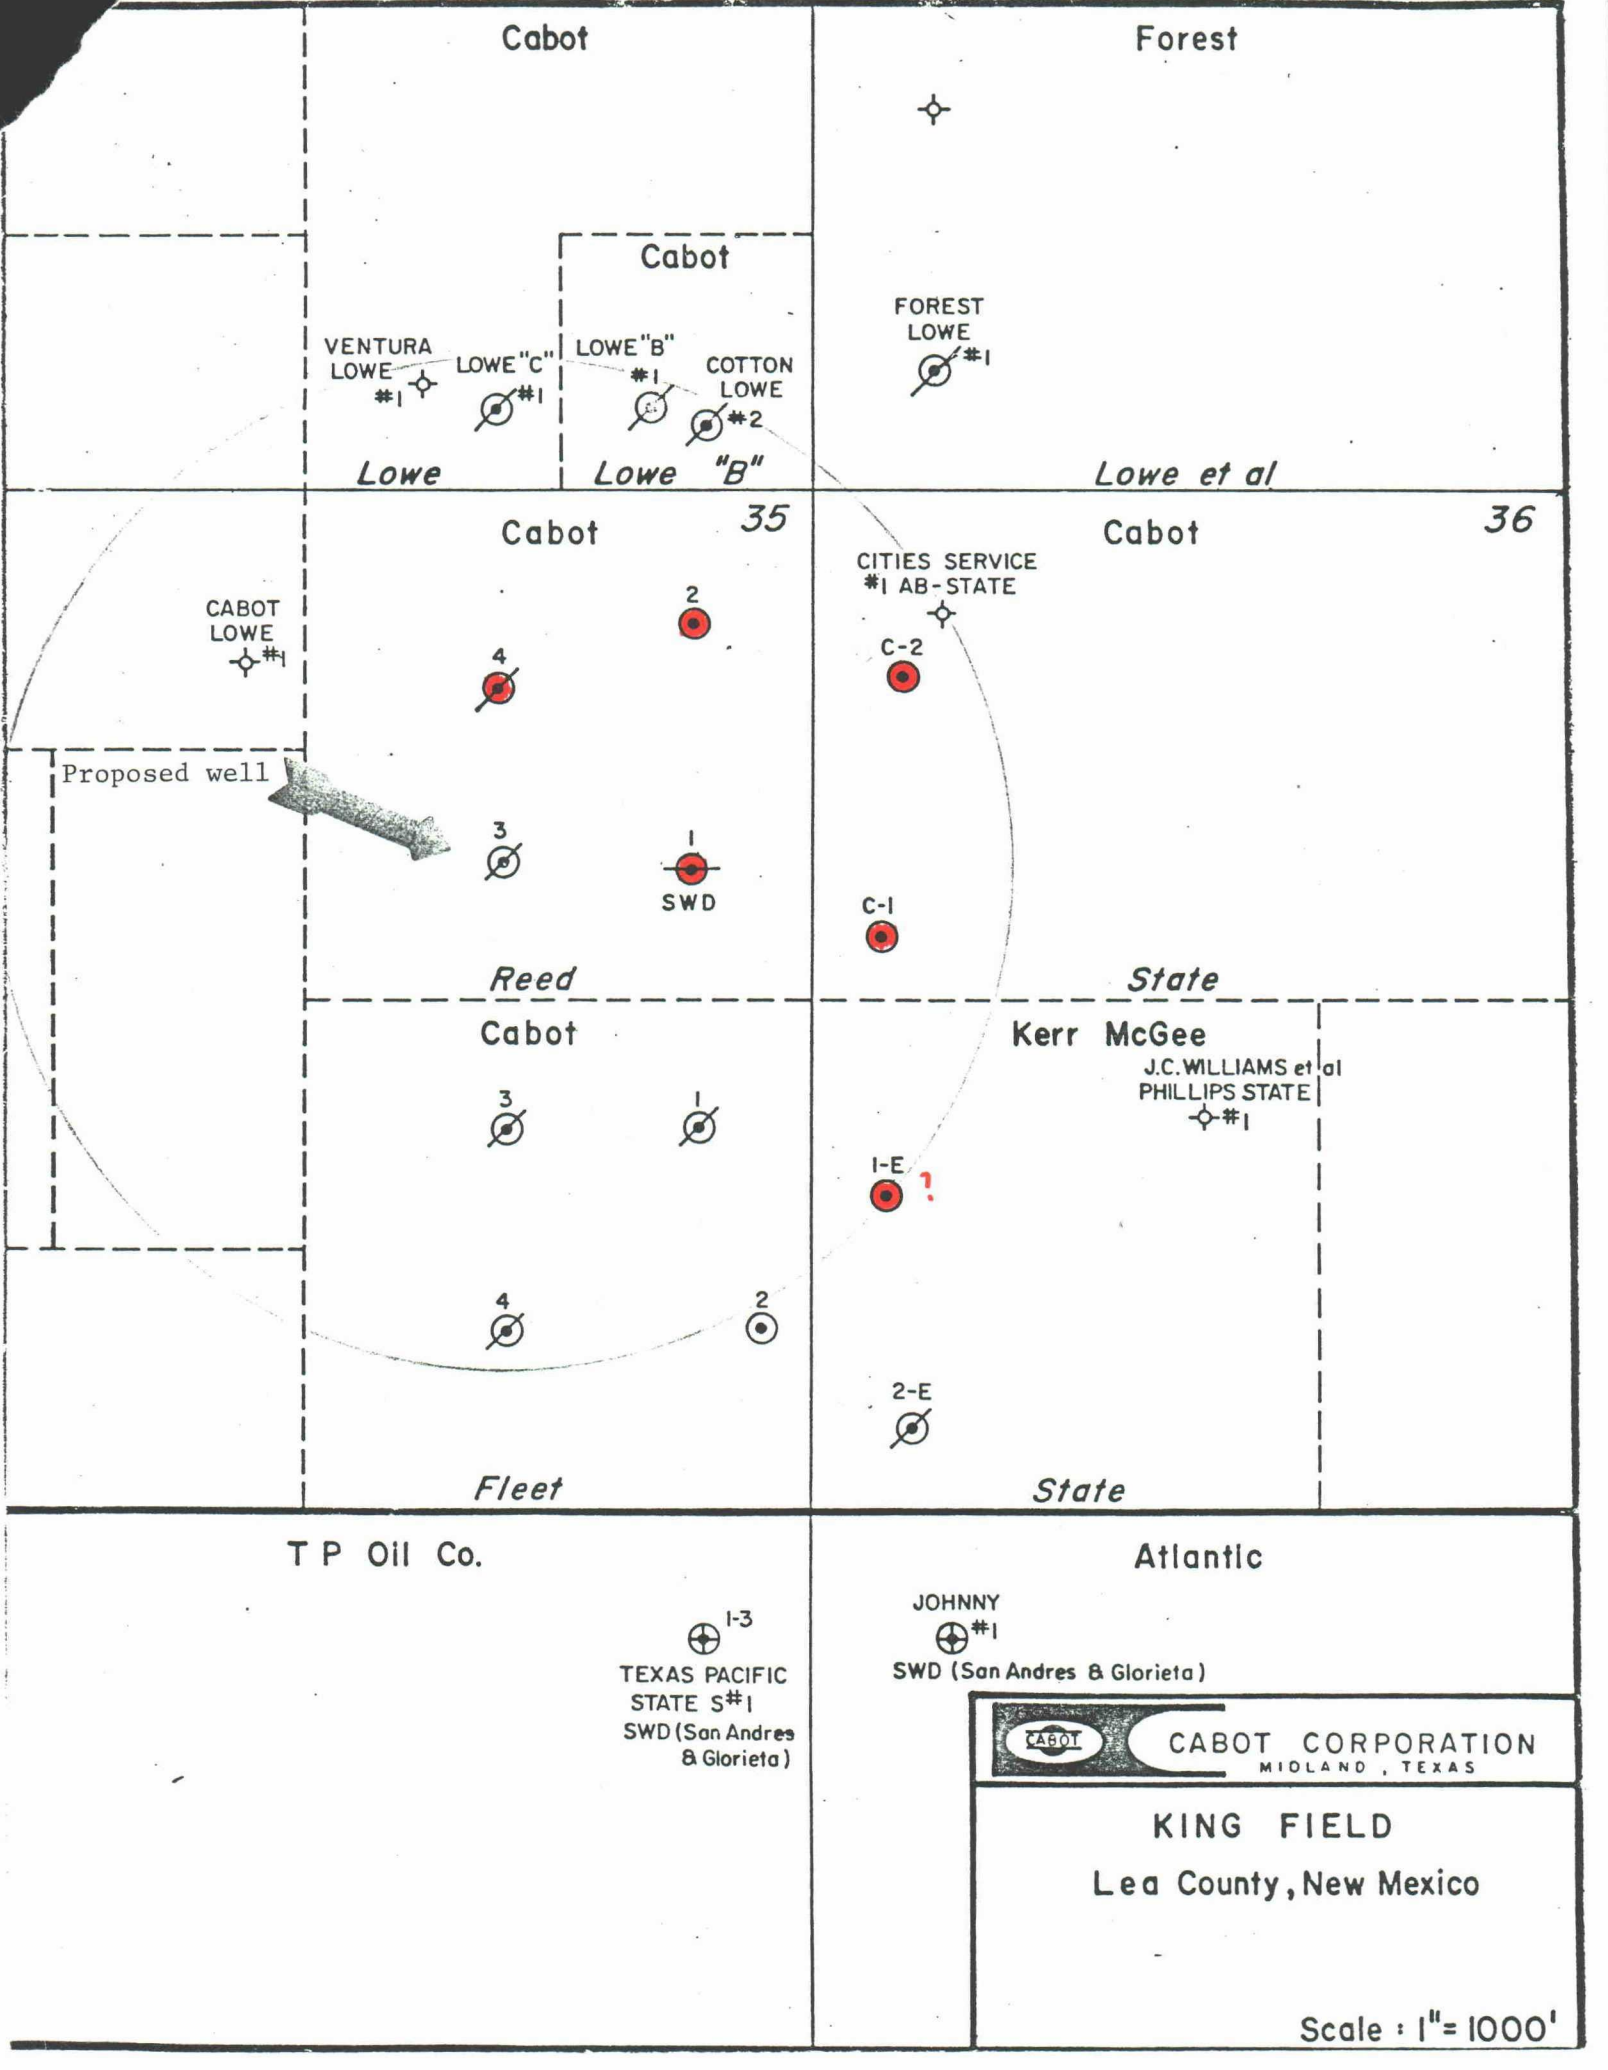 Cabot
Forest
Cabot
FOREST
LOWE
#1
VENTURA
LOWE
#1
LOWE "C"
#1
LOWE "B"
#1
COTTON
LOWE
#2
Lowe
Lowe "B"
Lowe et al
Cabot
35
Cabot
36
CITIES SERVICE
#1 AB-STATE
2
CABOT
LOWE
#1
4
C-2
Proposed well
3
1
SWD
C-1
Reed
State
Cabot
Kerr McGee
J.C. WILLIAMS et al
PHILLIPS STATE
#1
3
1
1-E
?
4
2
2-E
Fleet
State
T P Oil Co.
Atlantic
1-3
TEXAS PACIFIC
STATE S#1
SWD (San Andres
& Glorieta)
JOHNNY
#1
SWD (San Andres & Glorieta)
CABOT
CABOT CORPORATION
MIDLAND, TEXAS
KING FIELD
Lea County, New Mexico
Scale : 1" = 1000'